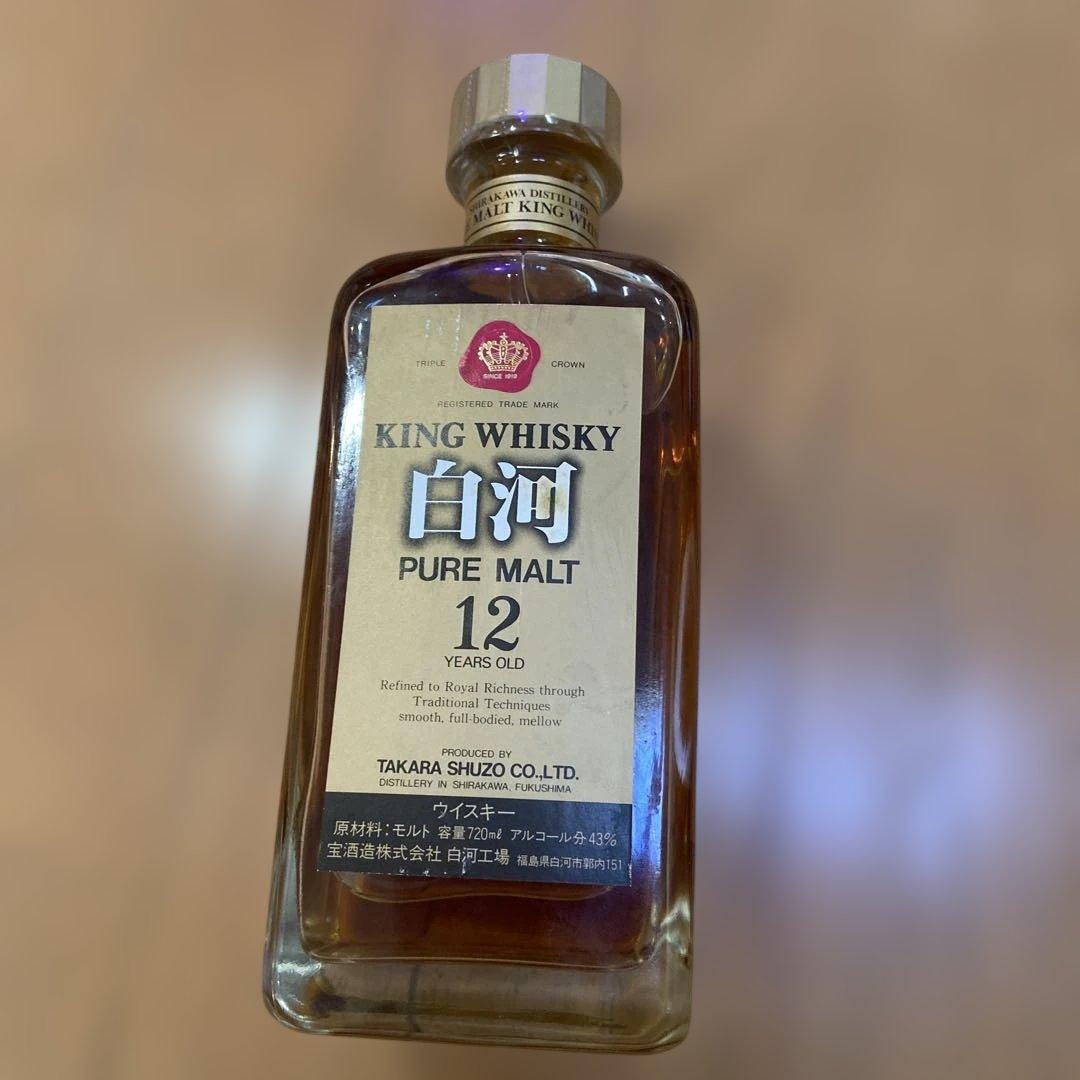 SHIRAKAWA DISTILLERY
MALT KING
TRIPLE CROWN
SINCE 1919
REGISTERED TRADE MARK
KING WHISKY
白河
PURE MALT
12
YEARS OLD
Refined to Royal Richness through
Traditional Techniques
smooth, full-bodied, mellow
PRODUCED BY
TAKARA SHUZO CO.,LTD.
DISTILLERY IN SHIRAKAWA, FUKUSHIMA
ウイスキー
原材料:モルト 容量720mℓ アルコール分43%
宝酒造株式会社 白河工場 福島県白河市郭内151